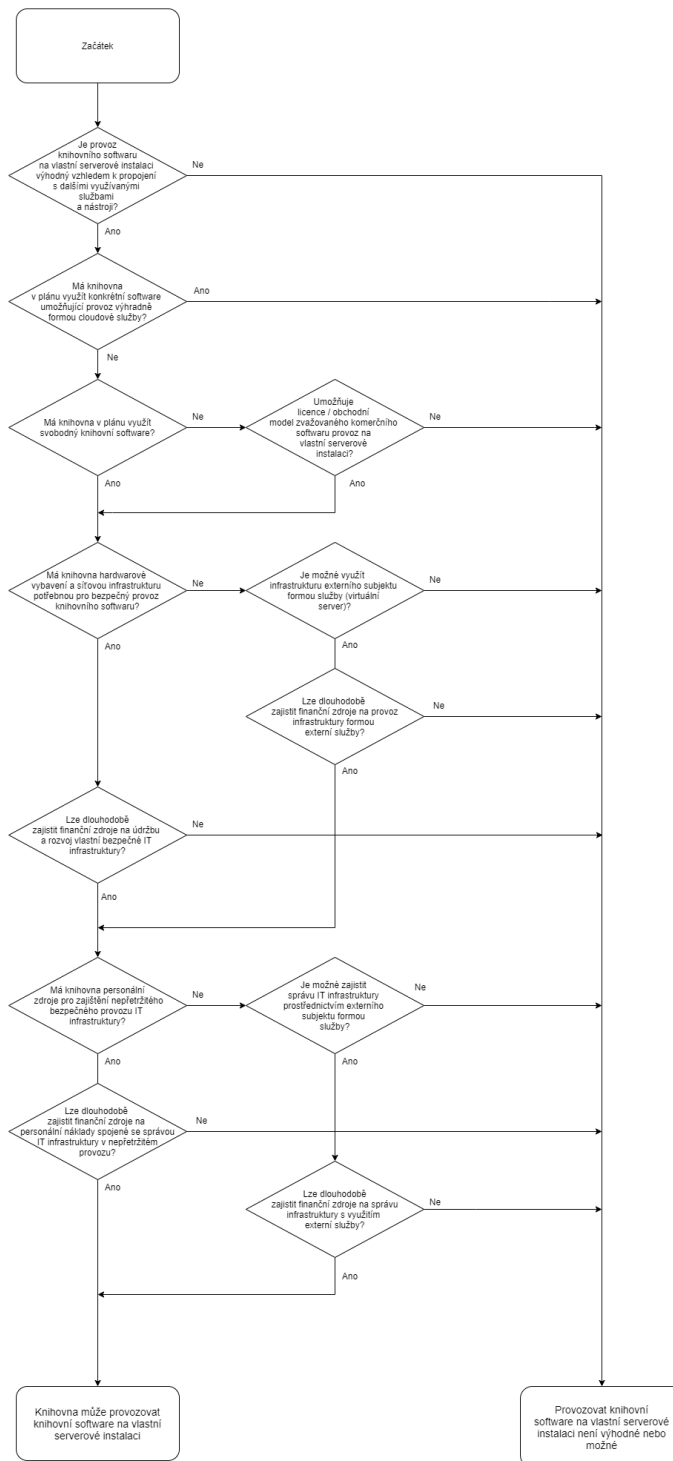 Začátek
Je provoz
knihovního softwaru
na vlastní serverové instalaci
výhodný vzhledem k propojení
s dalšími využívanými
službami
a nástroji?
Ne
Ano
Má knihovna
v plánu využít konkrétní software
umožňující provoz výhradně
formou cloudové služby?
Ano
Ne
Má knihovna v plánu využít
svobodný knihovní software?
Ne
Umožňuje
licence / obchodní
model zvažovaného komerčního
softwaru provoz na
vlastní serverové
instalaci?
Ne
Ano
Ano
Má knihovna hardwarové
vybavení a síťovou infrastrukturu
potřebnou pro bezpečný provoz
knihovního softwaru?
Ne
Je možné využít
infrastrukturu externího subjektu
formou služby (virtuální
server)?
Ne
Ano
Ano
Lze dlouhodobě
zajistit finanční zdroje na provoz
infrastruktury formou
externí služby?
Ne
Ano
Lze dlouhodobě
zajistit finanční zdroje na údržbu
a rozvoj vlastní bezpečné IT
infrastruktury?
Ne
Ano
Má knihovna personální
zdroje pro zajištění nepřetržitého
bezpečného provozu IT
infrastruktury?
Ne
Je možné zajistit
správu IT infrastruktury
prostřednictvím externího
subjektu formou
služby?
Ne
Ano
Ano
Lze dlouhodobě
zajistit finanční zdroje na
personální náklady spojené se správou
IT infrastruktury v nepřetržitém
provozu?
Ne
Ano
Lze dlouhodobě
zajistit finanční zdroje na správu
infrastruktury s využitím
externí služby?
Ne
Ano
Knihovna může provozovat
knihovní software na vlastní
serverové instalaci
Provozovat knihovní
software na vlastní serverové
instalaci není výhodné nebo
možné